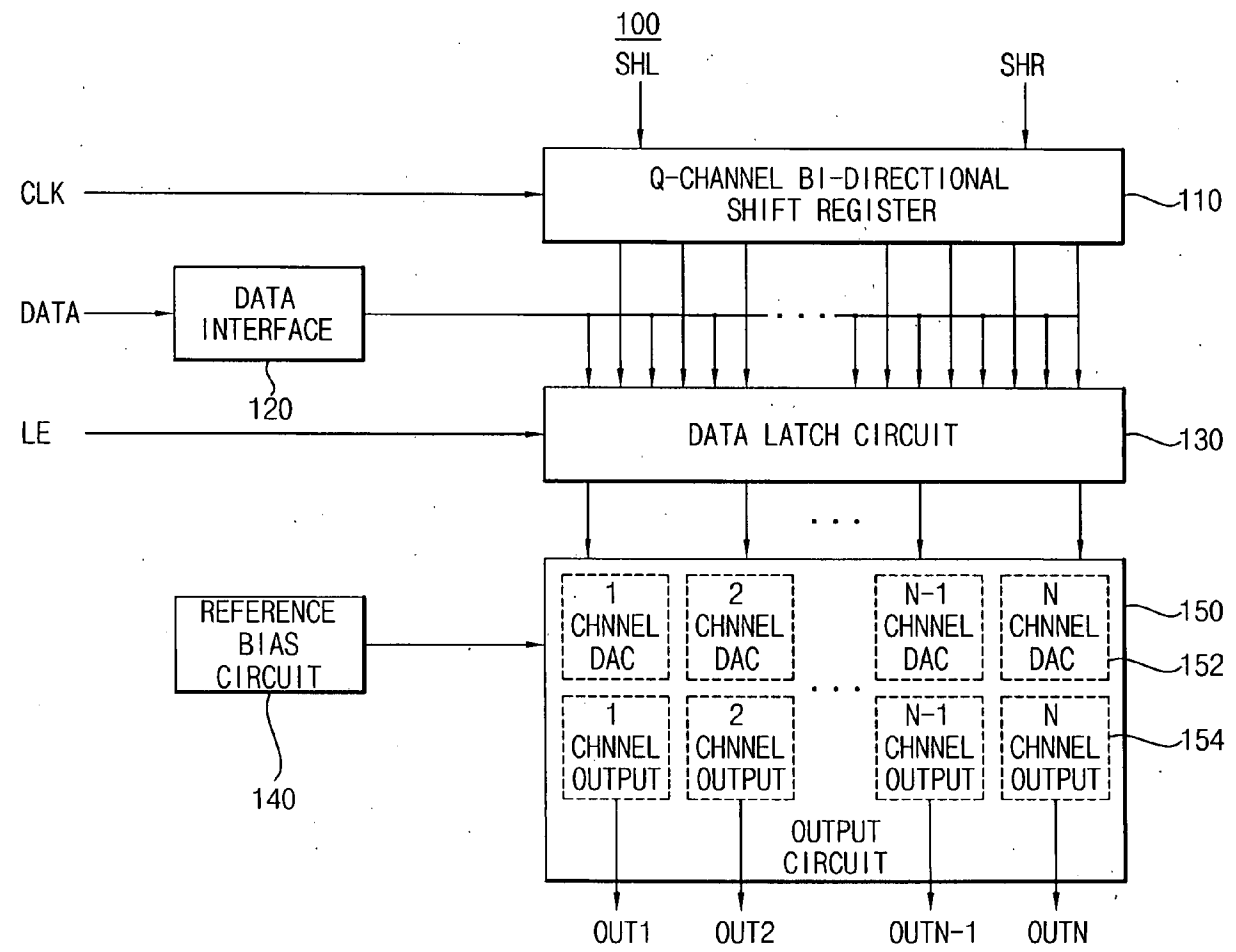 100
SHL
SHR
CLK
Q-CHANNEL BI-DIRECTIONAL
SHIFT REGISTER
110
DATA
DATA
INTERFACE
120
LE
DATA LATCH CIRCUIT
130
REFERENCE
BIAS
CIRCUIT
140
1
CHNNEL
DAC
2
CHNNEL
DAC
N-1
CHNNEL
DAC
N
CHNNEL
DAC
150
152
1
CHNNEL
OUTPUT
2
CHNNEL
OUTPUT
N-1
CHNNEL
OUTPUT
N
CHNNEL
OUTPUT
154
OUTPUT
CIRCUIT
OUT1
OUT2
OUTN-1
OUTN